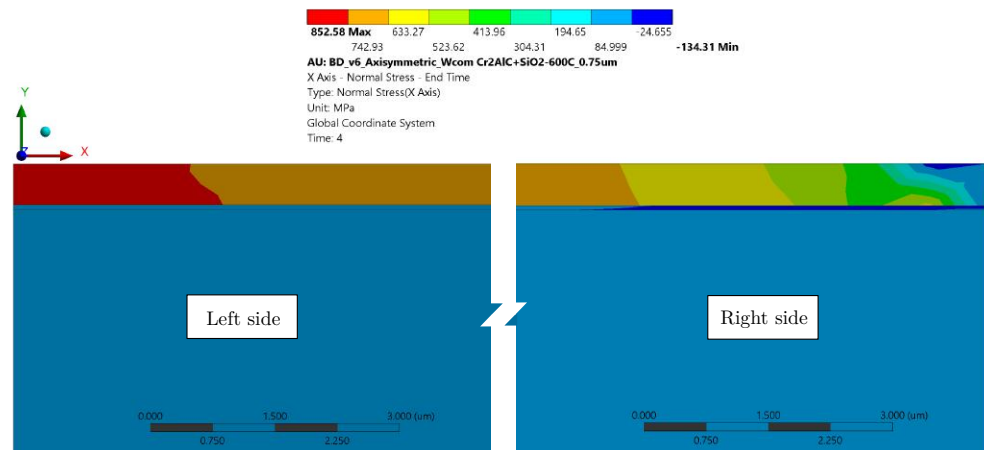 852.58 Max 633.27 413.96 194.65 -24.655
742.93 523.62 304.31 84.999 -134.31 Min
AU: BD_v6_Axisymmetric_Wcom Cr2AlC+SiO2-600C_0.75um
X Axis - Normal Stress - End Time
Type: Normal Stress(X Axis)
Unit: MPa
Global Coordinate System
Time: 4
Y
Z X
Left side
Right side
0.000 1.500 3.000 (um)
0.750 2.250
0.000 1.500 3.000 (um)
0.750 2.250